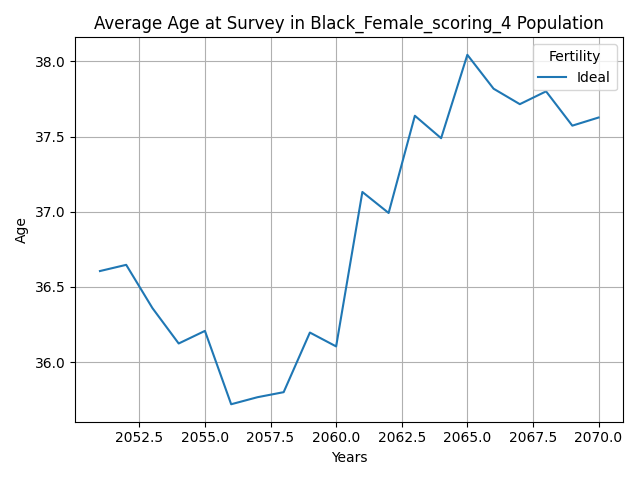 Average Age at Survey in Black_Female_scoring_4 Population
Fertility
Ideal
38.0
37.5
37.0
36.5
36.0
Age
2052.5 2055.0 2057.5 2060.0 2062.5 2065.0 2067.5 2070.0
Years